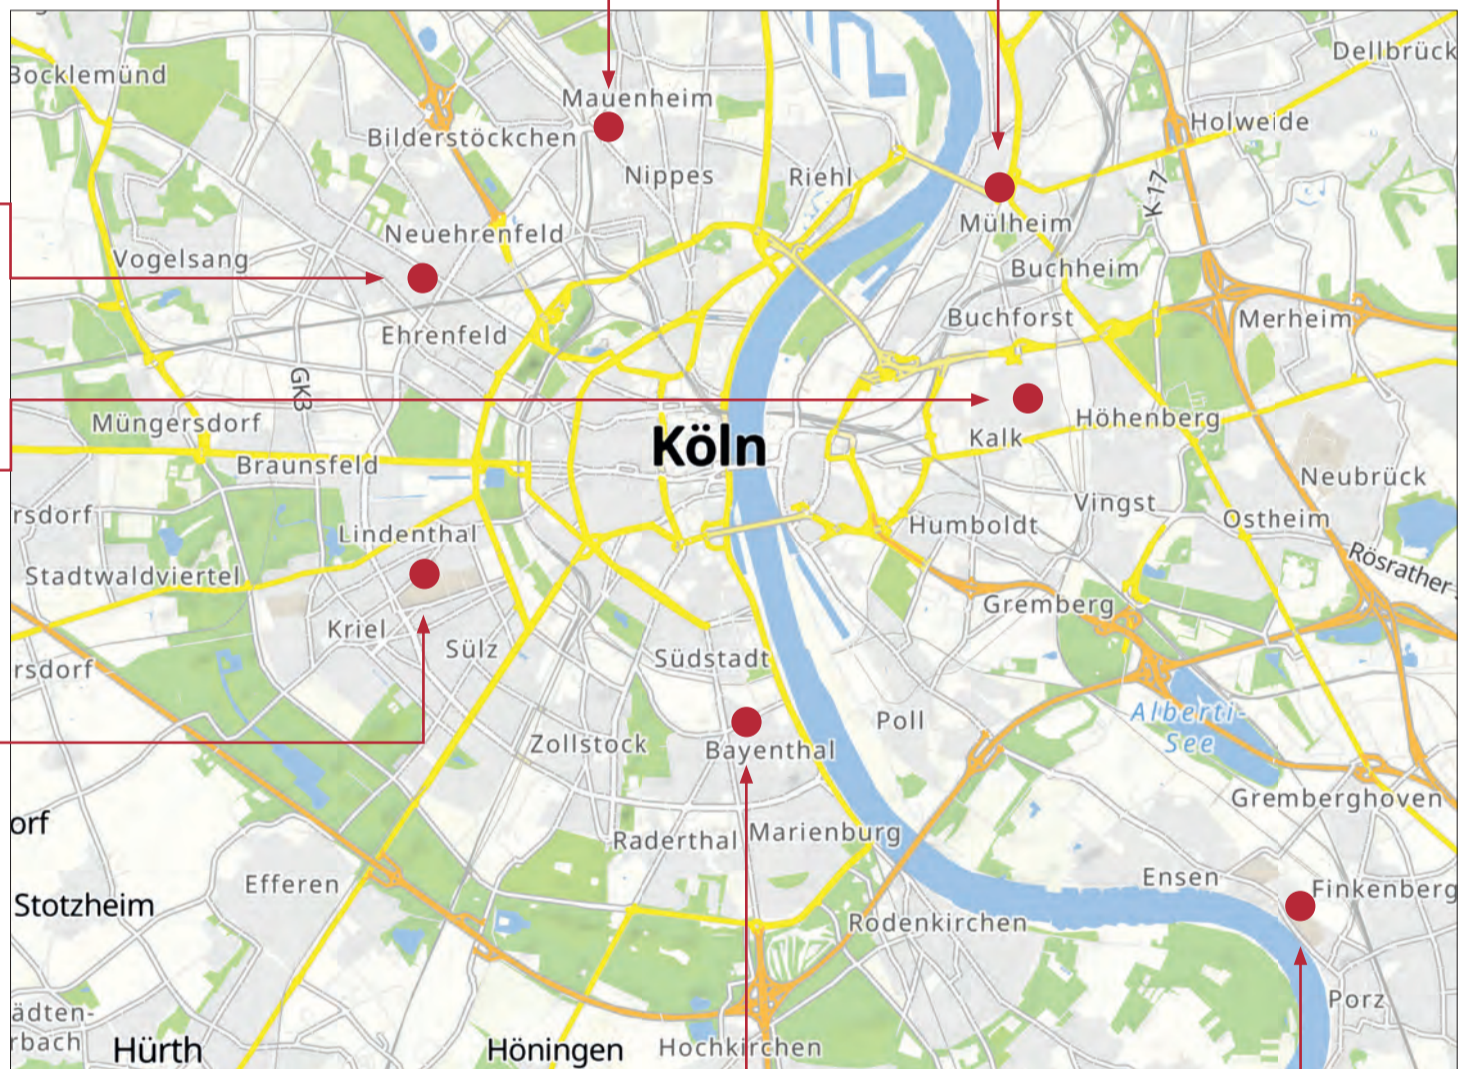 Dellbrück
Bocklemünd
Mauenheim
Bilderstöckchen
Holweide
Nippes
Riehl
K-17
Neuehrenfeld
Mülheim
Vogelsang
Buchheim
Ehrenfeld
Buchforst
Merheim
GK3
Müngersdorf
Höhenberg
Köln
Kalk
Braunsfeld
Neubrück
Vingst
rsdorf
Lindenthal
Humboldt
Ostheim
Rösrather
Stadtwaldviertel
Gremberg
Kriel
Sülz
Südstadt
rsdorf
Alberti-
See
Poll
Zollstock
Bayenthal
Gremberghoven
orf
Raderthal
Marienburg
Efferen
Ensen
Finkenberg
Stotzheim
Rodenkirchen
Porz
ädten-
rbach
Hürth
Höningen
Hochkirchen